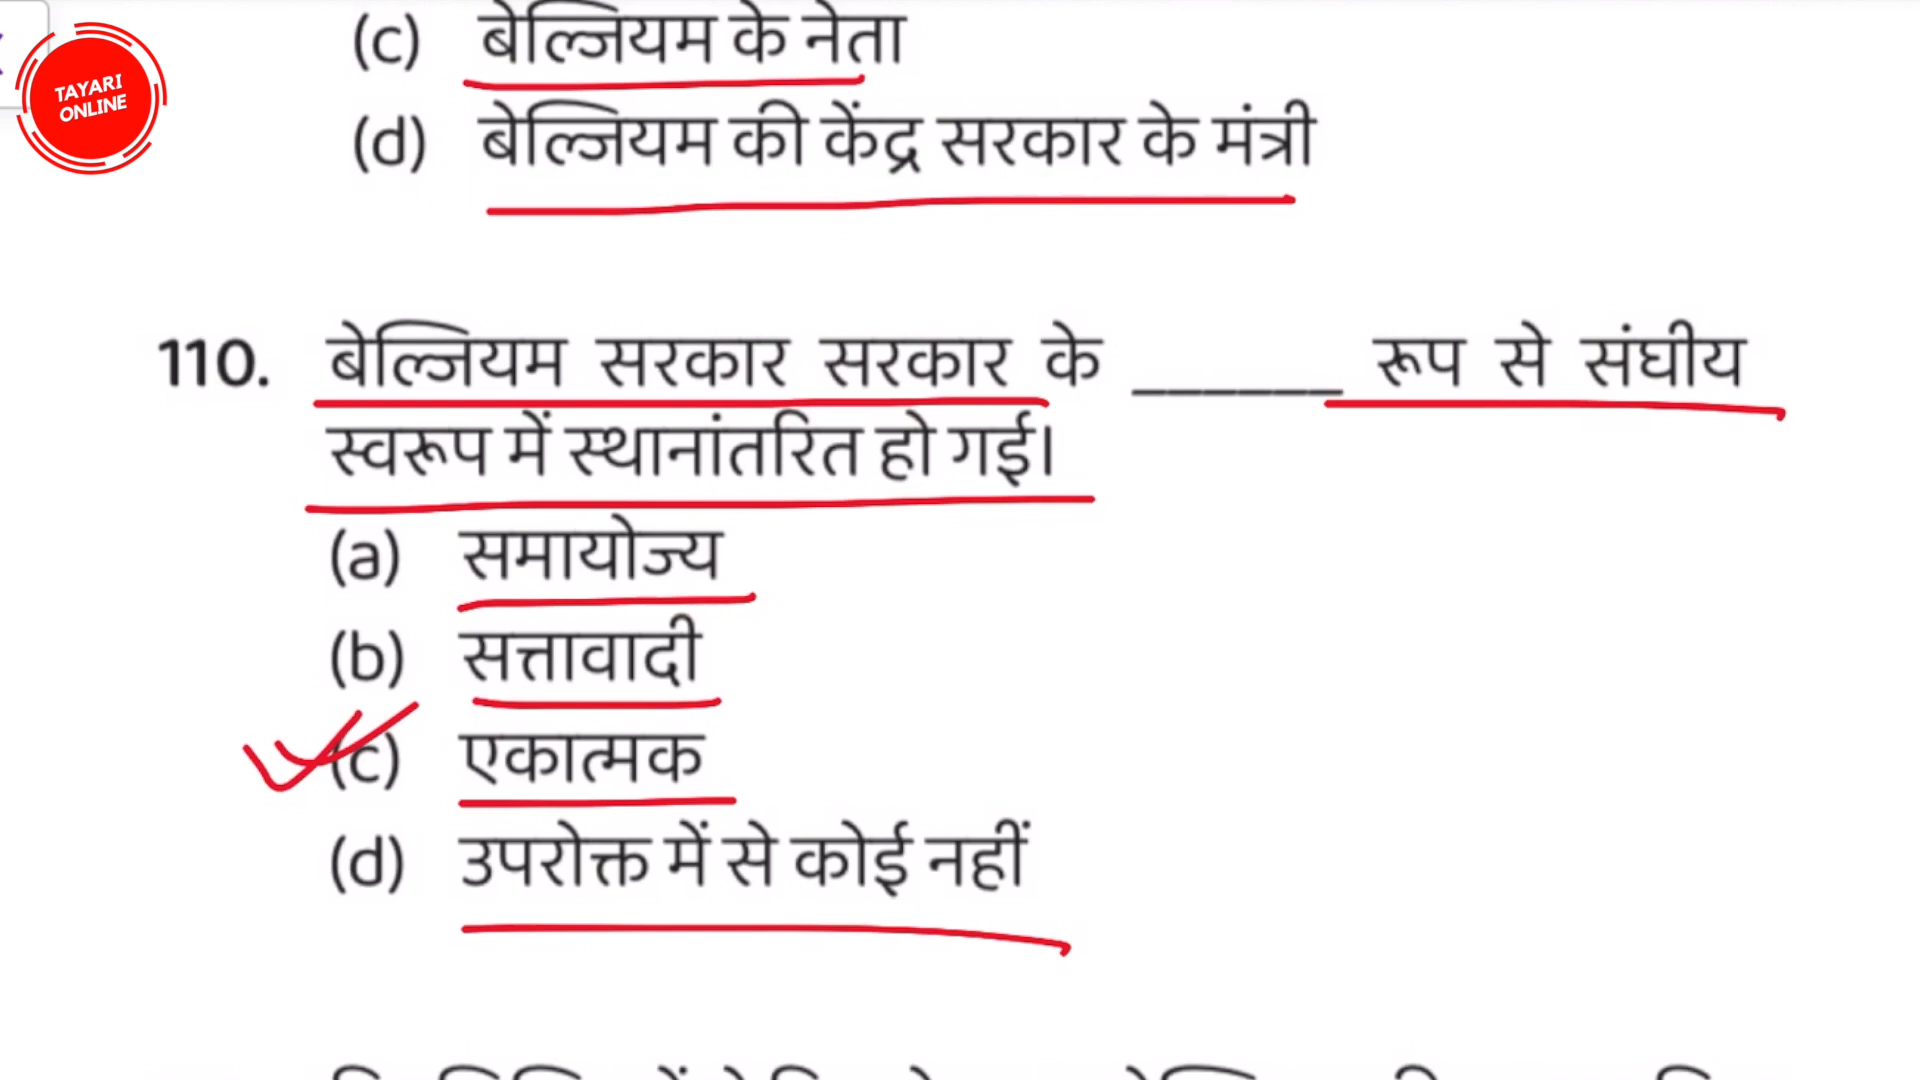 TAYARI
ONLINE
(c) बेल्जियम के नेता
(d) बेल्जियम की केंद्र सरकार के मंत्री
110. बेल्जियम सरकार सरकार के ______ रूप से संघीय
स्वरूप में स्थानांतरित हो गई।
(a) समायोज्य
(b) सत्तावादी
(c) एकात्मक
(d) उपरोक्त में से कोई नहीं